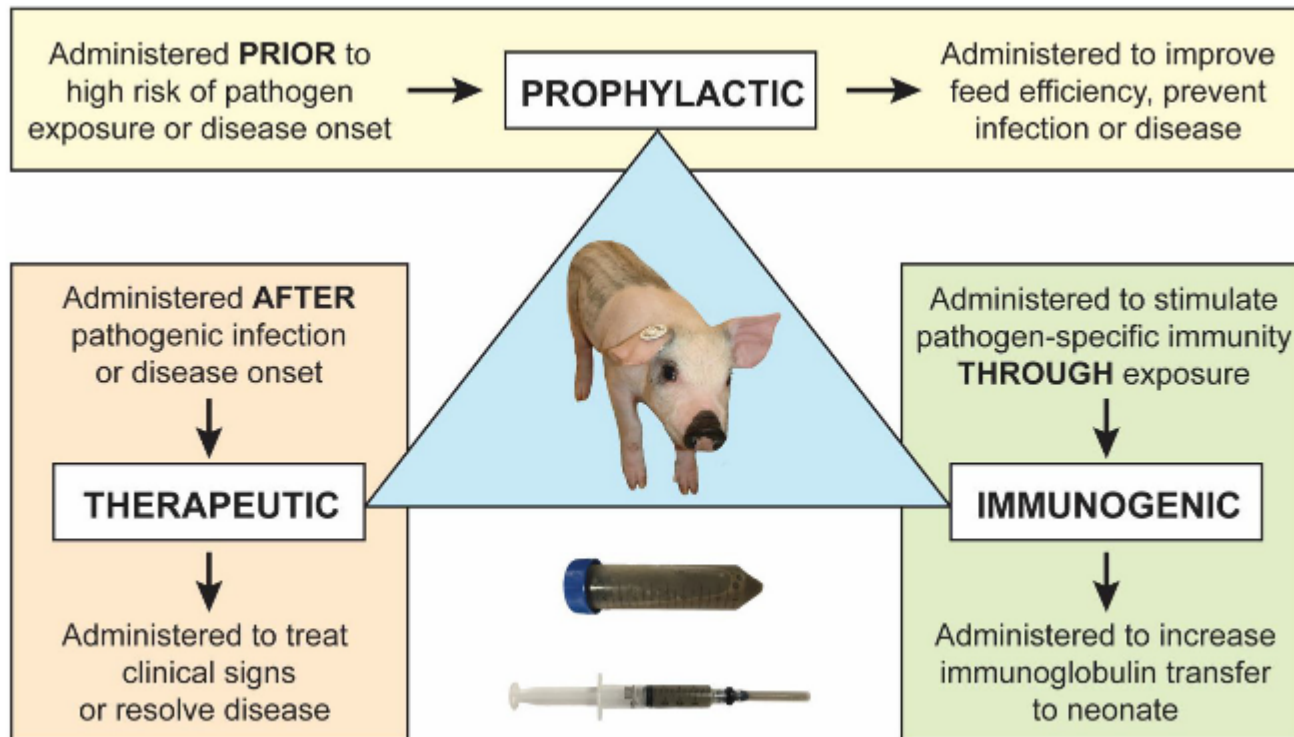 Administered PRIOR to
high risk of pathogen
exposure or disease onset
PROPHYLACTIC
Administered to improve
feed efficiency, prevent
infection or disease
Administered AFTER
pathogenic infection
or disease onset
THERAPEUTIC
Administered to treat
clinical signs
or resolve disease
Administered to stimulate
pathogen-specific immunity
THROUGH exposure
IMMUNOGENIC
Administered to increase
immunoglobulin transfer
to neonate